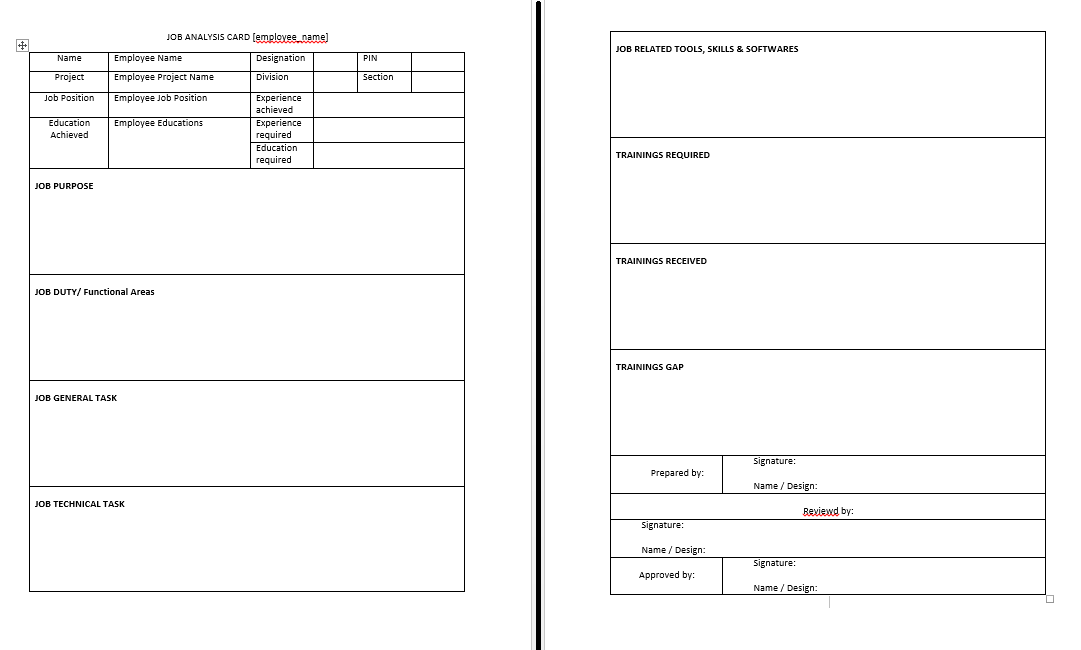 JOB ANALYSIS CARD [employee_name]
Name Employee Name Designation PIN
Project Employee Project Name Division Section
Job Position Employee Job Position Experience
achieved
Education Employee Educations Experience
Achieved required
Education
required
JOB PURPOSE
JOB DUTY/ Functional Areas
JOB GENERAL TASK
JOB TECHNICAL TASK
JOB RELATED TOOLS, SKILLS & SOFTWARES
TRAININGS REQUIRED
TRAININGS RECEIVED
TRAININGS GAP
Signature:
Prepared by:
Name / Design:
Reviewd by:
Signature:
Name / Design:
Signature:
Approved by:
Name / Design: